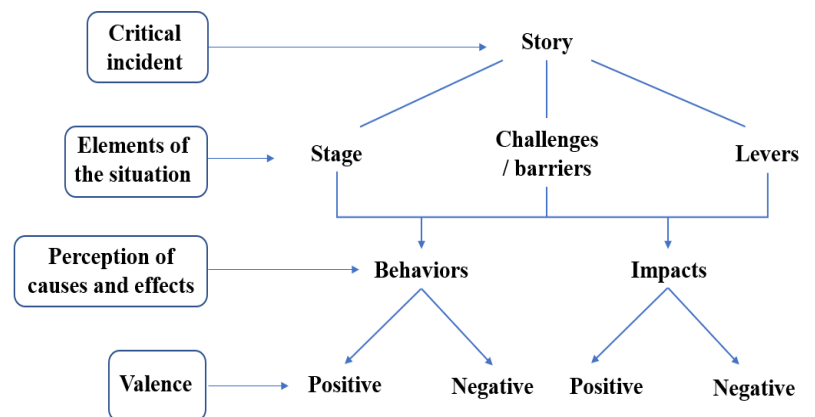 Critical
incident
Story
Elements of
the situation
Stage
Challenges
/ barriers
Levers
Perception of
causes and effects
Behaviors
Impacts
Valence
Positive
Negative
Positive
Negative